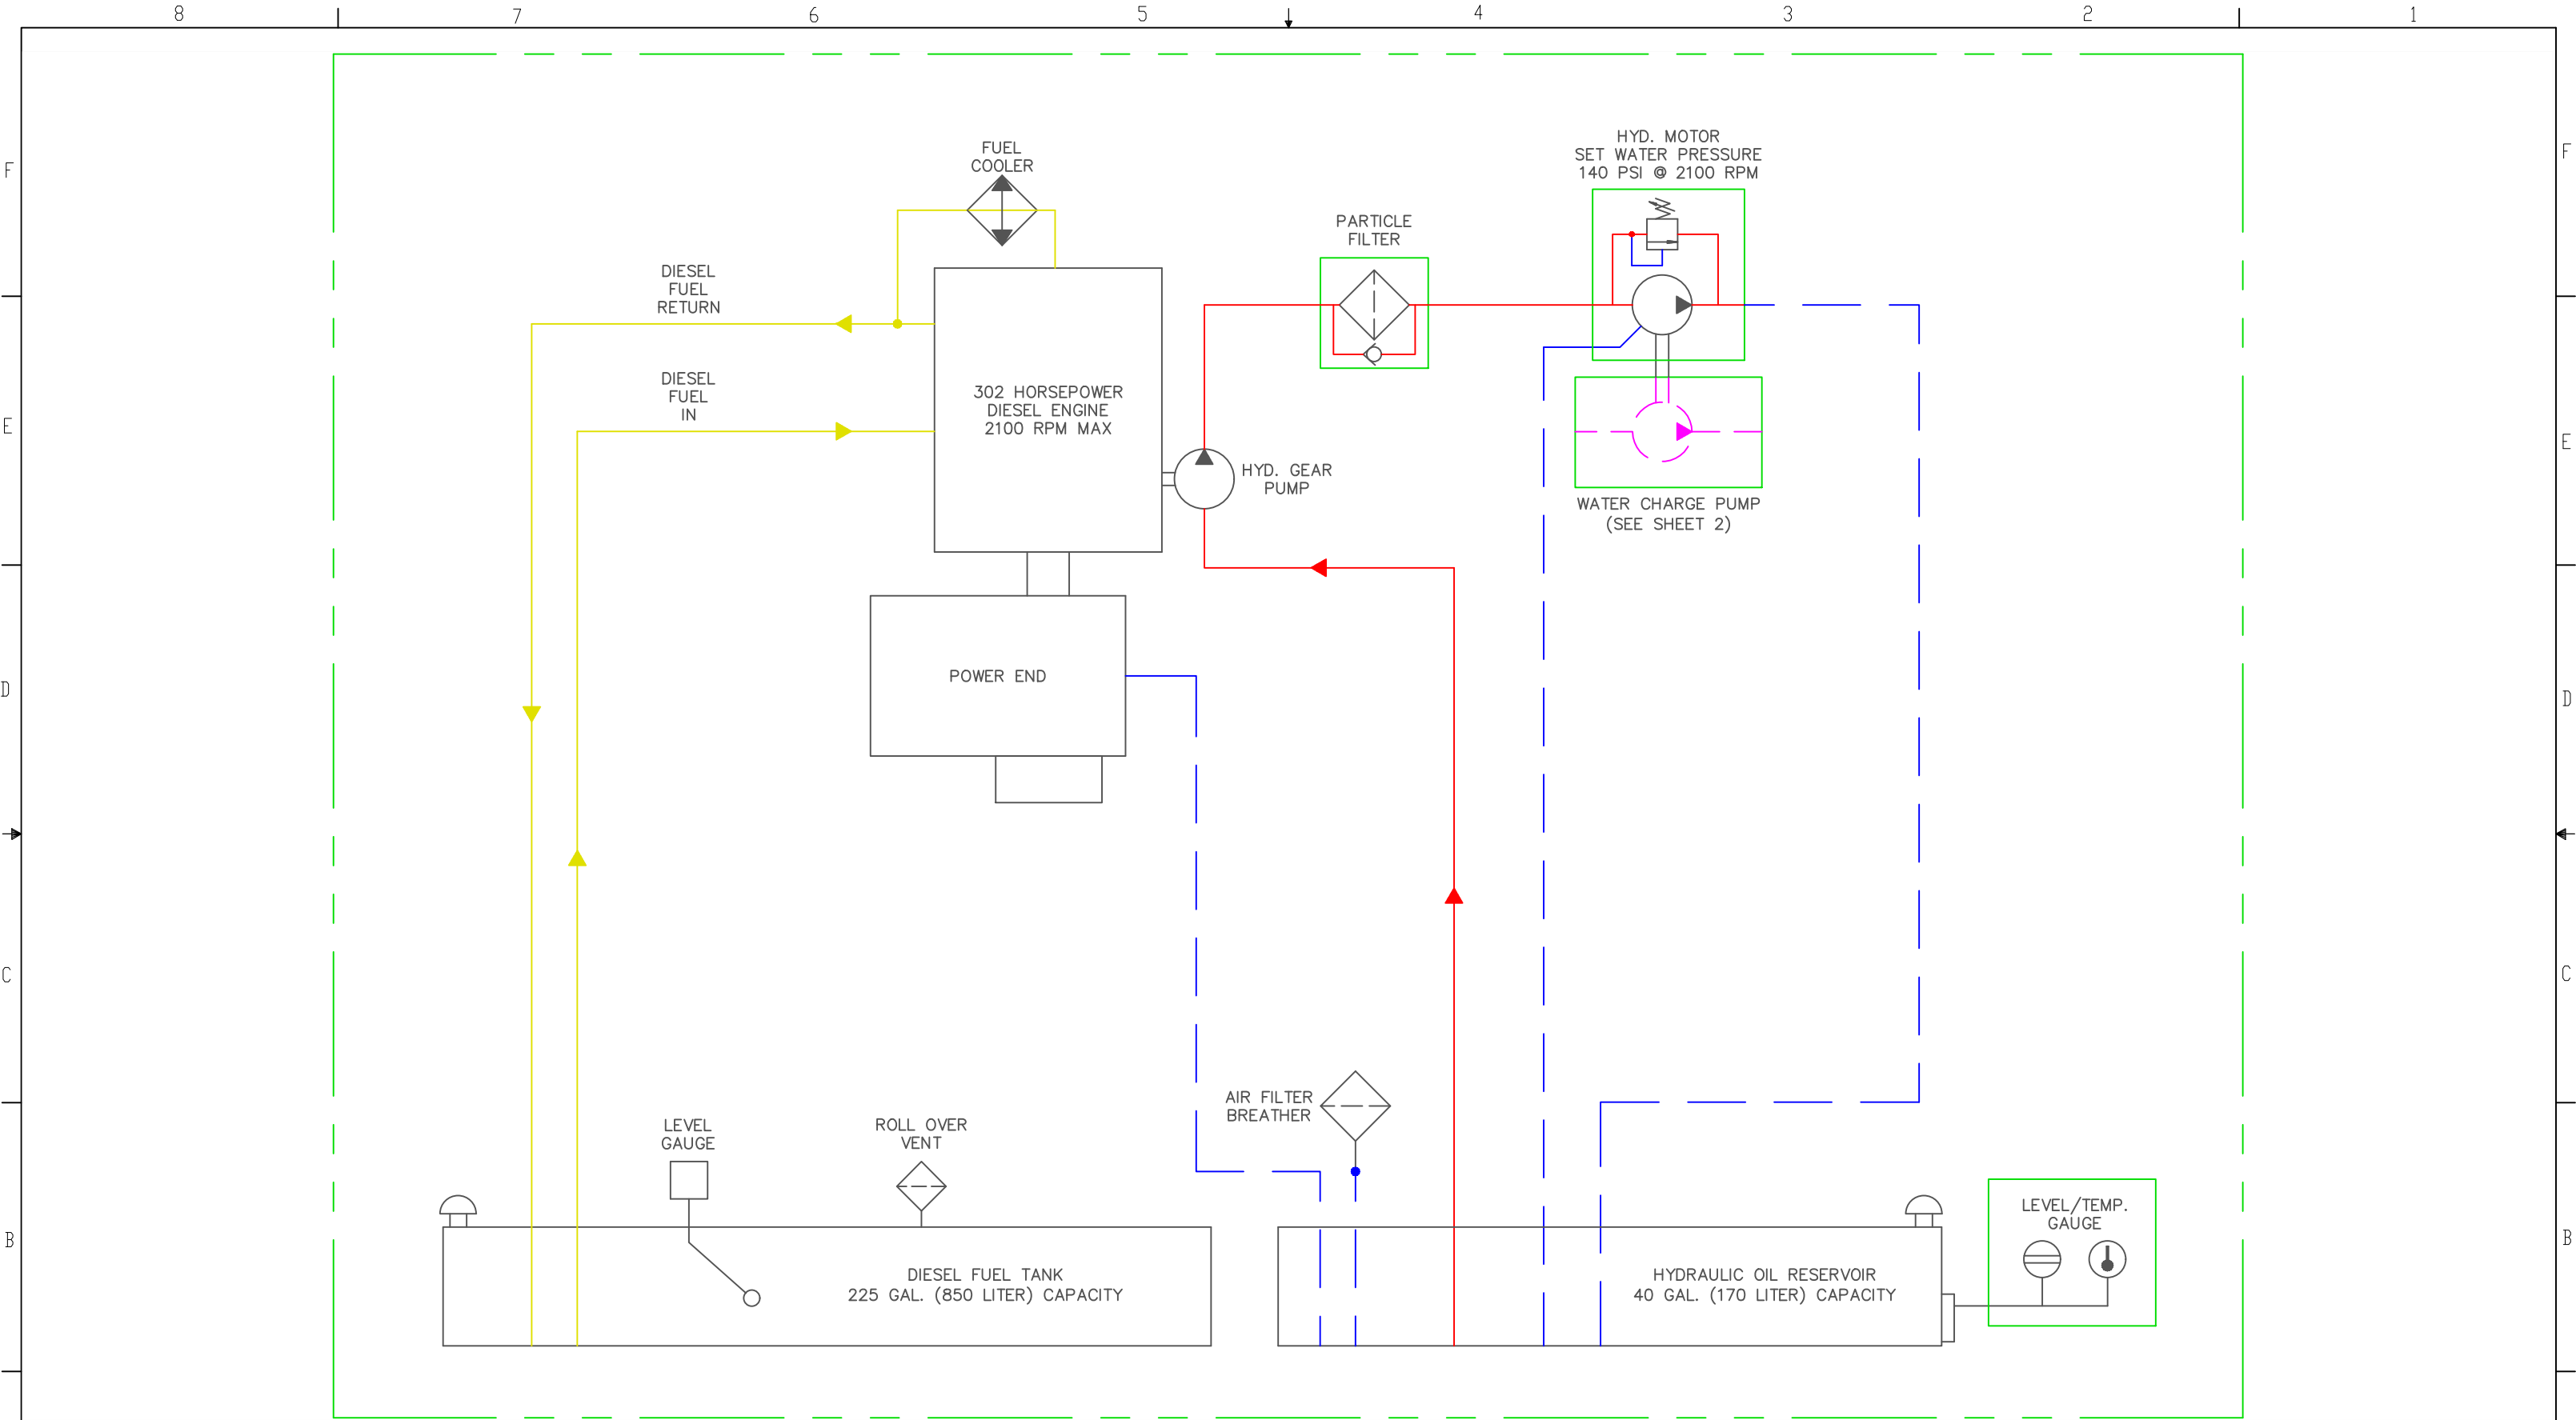 8 7 6 5 4 3 2 1
F
F
FUEL
COOLER
HYD. MOTOR
SET WATER PRESSURE
140 PSI @ 2100 RPM
PARTICLE
FILTER
DIESEL
FUEL
RETURN
DIESEL
FUEL
IN
302 HORSEPOWER
DIESEL ENGINE
2100 RPM MAX
E
E
HYD. GEAR
PUMP
WATER CHARGE PUMP
(SEE SHEET 2)
POWER END
D
D
C
C
AIR FILTER
BREATHER
LEVEL
GAUGE
ROLL OVER
VENT
LEVEL/TEMP.
GAUGE
B
B
DIESEL FUEL TANK
225 GAL. (850 LITER) CAPACITY
HYDRAULIC OIL RESERVOIR
40 GAL. (170 LITER) CAPACITY